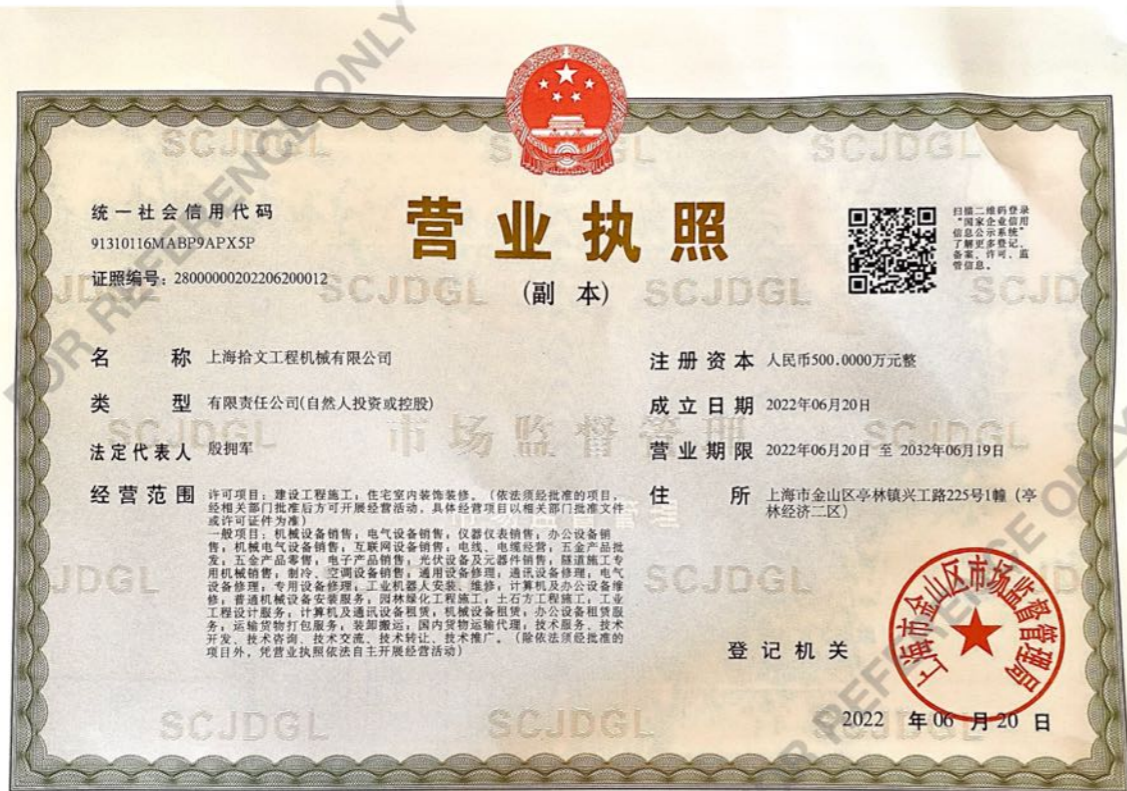 统一社会信用代码
91310116MABP9APX5P
证照编号：28000000202206200012
营业执照
（副 本）
扫描二维码登录
“国家企业信用
信息公示系统”
了解更多登记、
备案、许可、监
管信息。
名 称 上海拾文工程机械有限公司
类 型 有限责任公司(自然人投资或控股)
法定代表人 殷拥军
经营范围 许可项目：建设工程施工；住宅室内装饰装修。（依法须经批准的项目，
经相关部门批准后方可开展经营活动，具体经营项目以相关部门批准文件
或许可证件为准）
一般项目：机械设备销售；电气设备销售；仪器仪表销售；办公设备销
售；机械电气设备销售；互联网设备销售；电线、电缆经营；五金产品批
发；五金产品零售；电子产品销售；光伏设备及元器件销售；隧道施工专
用机械销售；制冷、空调设备销售；通用设备修理；通讯设备修理；电气
设备修理；专用设备修理；工业机器人安装、维修；计算机及办公设备维
修；普通机械设备安装服务；园林绿化工程施工；土石方工程施工；工业
工程设计服务；计算机及通讯设备租赁；机械设备租赁；办公设备租赁服
务；运输货物打包服务；装卸搬运；国内货物运输代理；技术服务、技术
开发、技术咨询、技术交流、技术转让、技术推广。（除依法须经批准的
项目外，凭营业执照依法自主开展经营活动）
注册资本 人民币500.0000万元整
成立日期 2022年06月20日
营业期限 2022年06月20日 至 2032年06月19日
住 所 上海市金山区亭林镇兴工路225号1幢（亭
林经济二区）
登记机关
上海市金山区市场监督管理局
2022 年 06 月 20 日
SCJDGL
市场监督管理
FOR REFERENCE ONLY